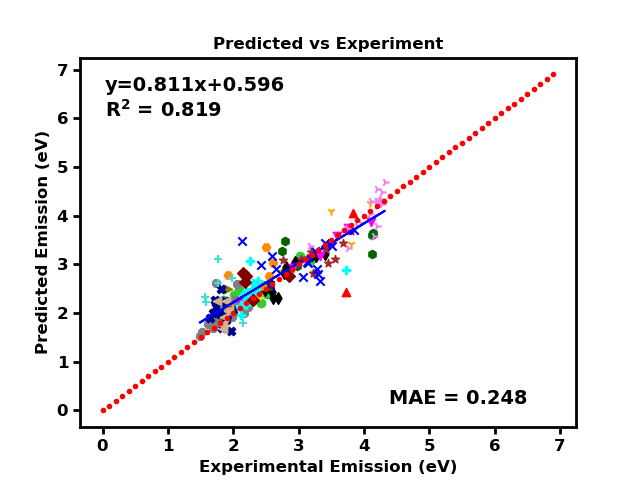 Predicted vs Experiment
y=0.811x+0.596
R² = 0.819
MAE = 0.248
Predicted Emission (eV)
7
6
5
4
3
2
1
0
0 1 2 3 4 5 6 7
Experimental Emission (eV)